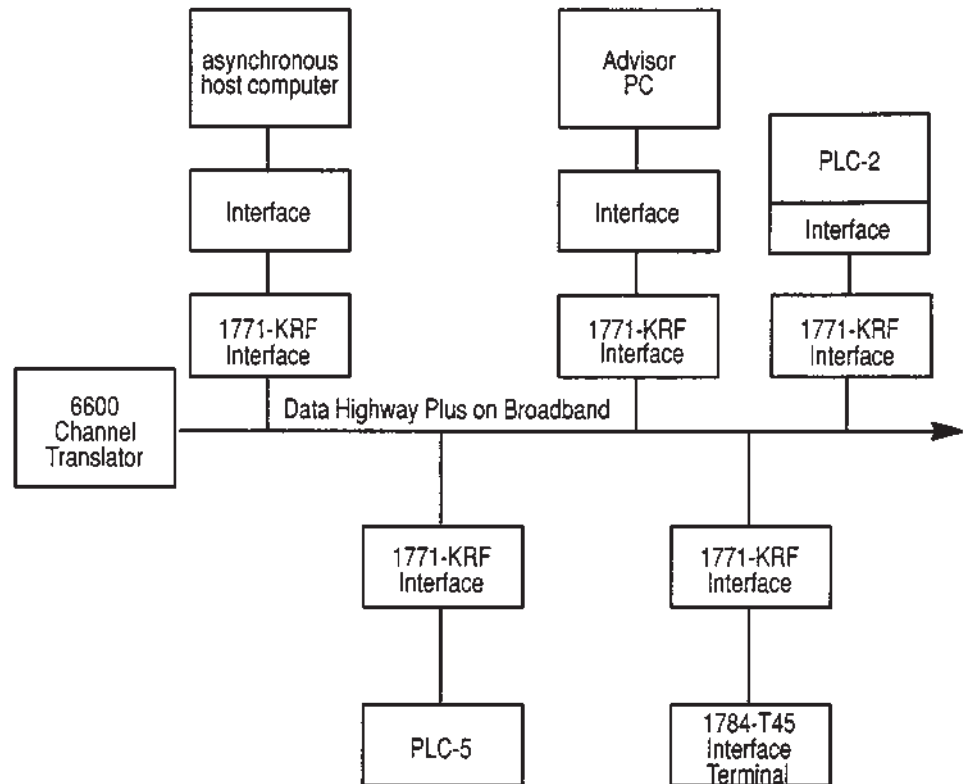 asynchronous
host computer
Advisor
PC
PLC-2
Interface
Interface
Interface
1771-KRF
Interface
1771-KRF
Interface
1771-KRF
Interface
6600
Channel
Translator
Data Highway Plus on Broadband
1771-KRF
Interface
1771-KRF
Interface
PLC-5
1784-T45
Interface
Terminal